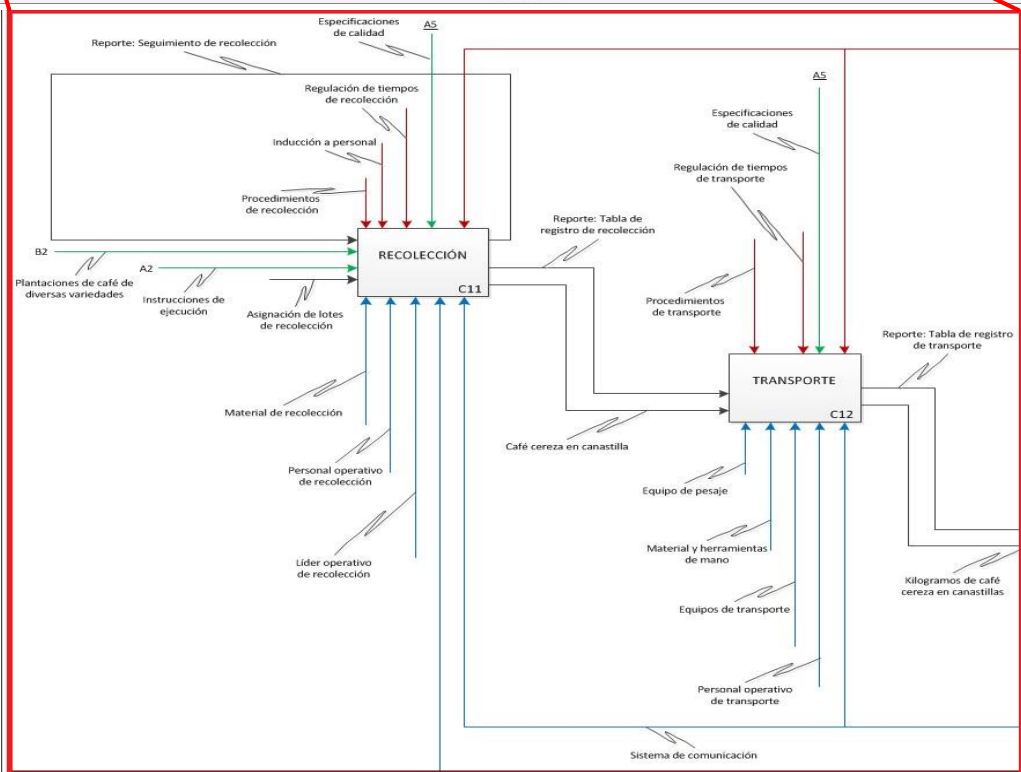 Especificaciones
de calidad
A5
Reporte: Seguimiento de recolección
Regulación de tiempos
de recolección
Inducción a personal
Procedimientos
de recolección
A5
Especificaciones
de calidad
Regulación de tiempos
de transporte
RECOLECCIÓN
C11
Reporte: Tabla de
registro de recolección
B2
Plantaciones de café de
diversas variedades
A2
Instrucciones de
ejecución
Asignación de lotes
de recolección
Procedimientos
de transporte
Reporte: Tabla de registro
de transporte
TRANSPORTE
C12
Material de recolección
Café cereza en canastilla
Personal operativo
de recolección
Equipo de pesaje
Líder operativo
de recolección
Material y herramientas
de mano
Kilogramos de café
cereza en canastillas
Equipos de transporte
Personal operativo
de transporte
Sistema de comunicación